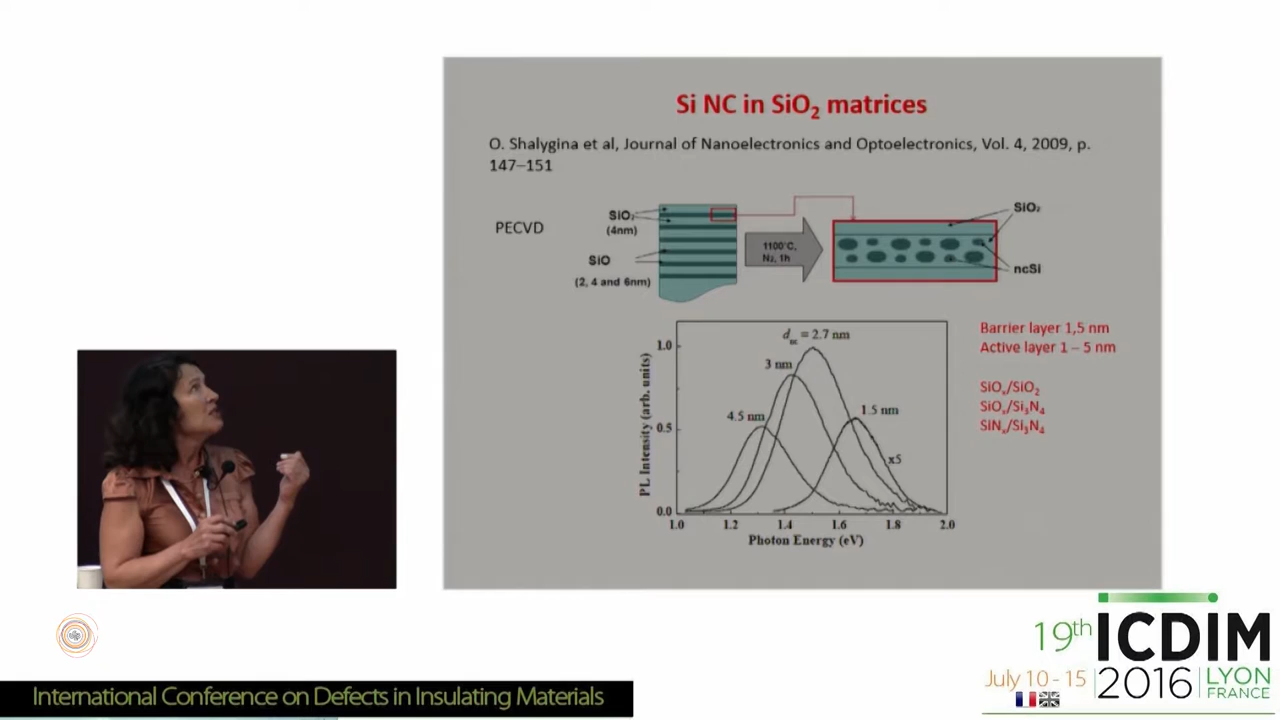 Si NC in SiO₂ matrices
O. Shalygina et al, Journal of Nanoelectronics and Optoelectronics, Vol. 4, 2009, p.
147–151
PECVD
SiO₂
(4nm)
SiO
(2, 4 and 6nm)
1100°C,
N₂, 1h
SiO₂
ncSi
d_nc = 2.7 nm
3 nm
4.5 nm
1.5 nm
x5
PL Intensity (arb. units)
1.0
0.5
0.0
1.0 1.2 1.4 1.6 1.8 2.0
Photon Energy (eV)
Barrier layer 1,5 nm
Active layer 1 – 5 nm
SiOₓ/SiO₂
SiOₓ/Si₃N₄
SiNₓ/Si₃N₄
19th ICDIM
July 10 - 15 2016 LYON
FRANCE
International Conference on Defects in Insulating Materials